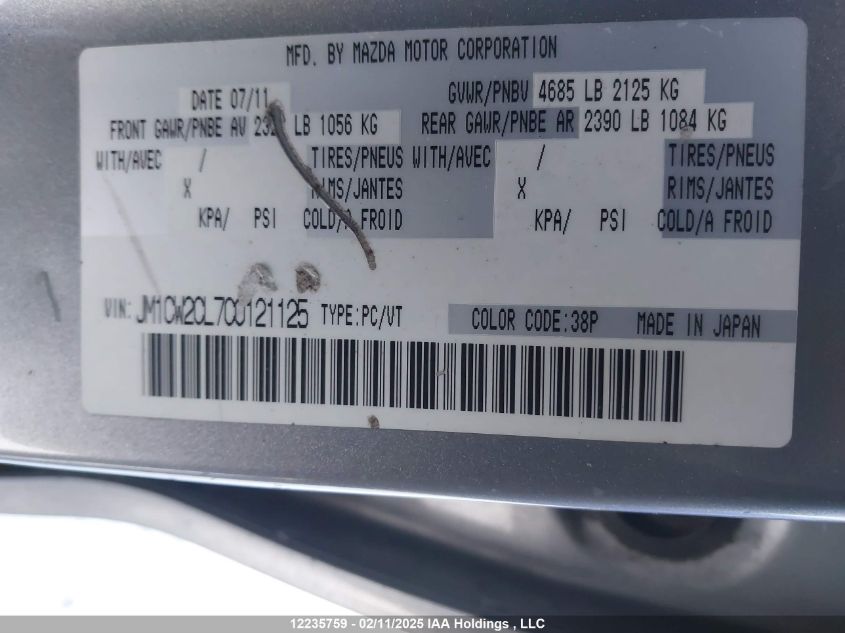 MFD. BY MAZDA MOTOR CORPORATION
DATE 07/11 GVWR/PNBV 4685 LB 2125 KG
FRONT GAWR/PNBE AV LB 1056 KG REAR GAWR/PNBE AR 2390 LB 1084 KG
WITH/AVEC / TIRES/PNEUS WITH/AVEC / TIRES/PNEUS
X RIMS/JANTES X RIMS/JANTES
KPA/ PSI COLD/A FROID KPA/ PSI COLD/A FROID
VIN: JM1CW2CL7C0121125 TYPE:PC/VT COLOR CODE:38P MADE IN JAPAN
12235759 - 02/11/2025 IAA Holdings , LLC